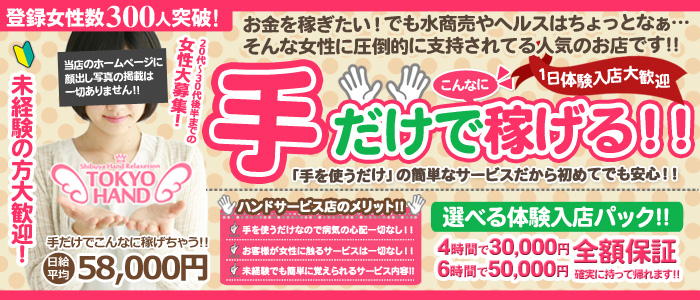 登録女性数300人突破!
未経験の方大歓迎!
当店のホームページに
顔出し写真の掲載は
一切ありません!!
20代~30代後半までの
女性大募集!
Shibuya Hand Relaxation
TOKYO
HAND
手だけでこんなに稼げちゃう!!
日給
平均
58,000円
お金を稼ぎたい!でも水商売やヘルスはちょっとなぁ…
そんな女性に圧倒的に支持されてる人気のお店です!!
1日体験入店大歓迎
こんなに
手だけで稼げる!!
「手を使うだけ」の簡単なサービスだから初めてでも安心!!
ハンドサービス店のメリット!!
手を使うだけなので病気の心配一切なし!!
お客様が女性に触るサービスは一切なし!!
未経験でも簡単に覚えられるサービス内容!!
選べる体験入店パック!!
4時間で30,000円
6時間で50,000円
全額保証
確実に持って帰れます!!